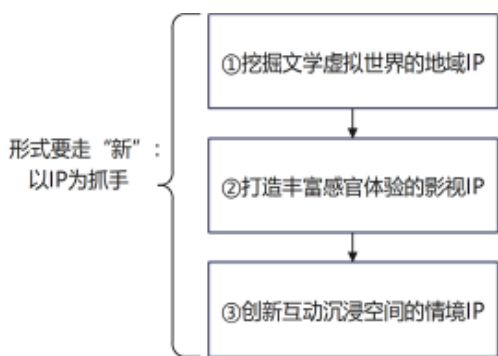 形式要走“新”：
以IP为抓手
①挖掘文学虚拟世界的地域IP
②打造丰富感官体验的影视IP
③创新互动沉浸空间的情境IP